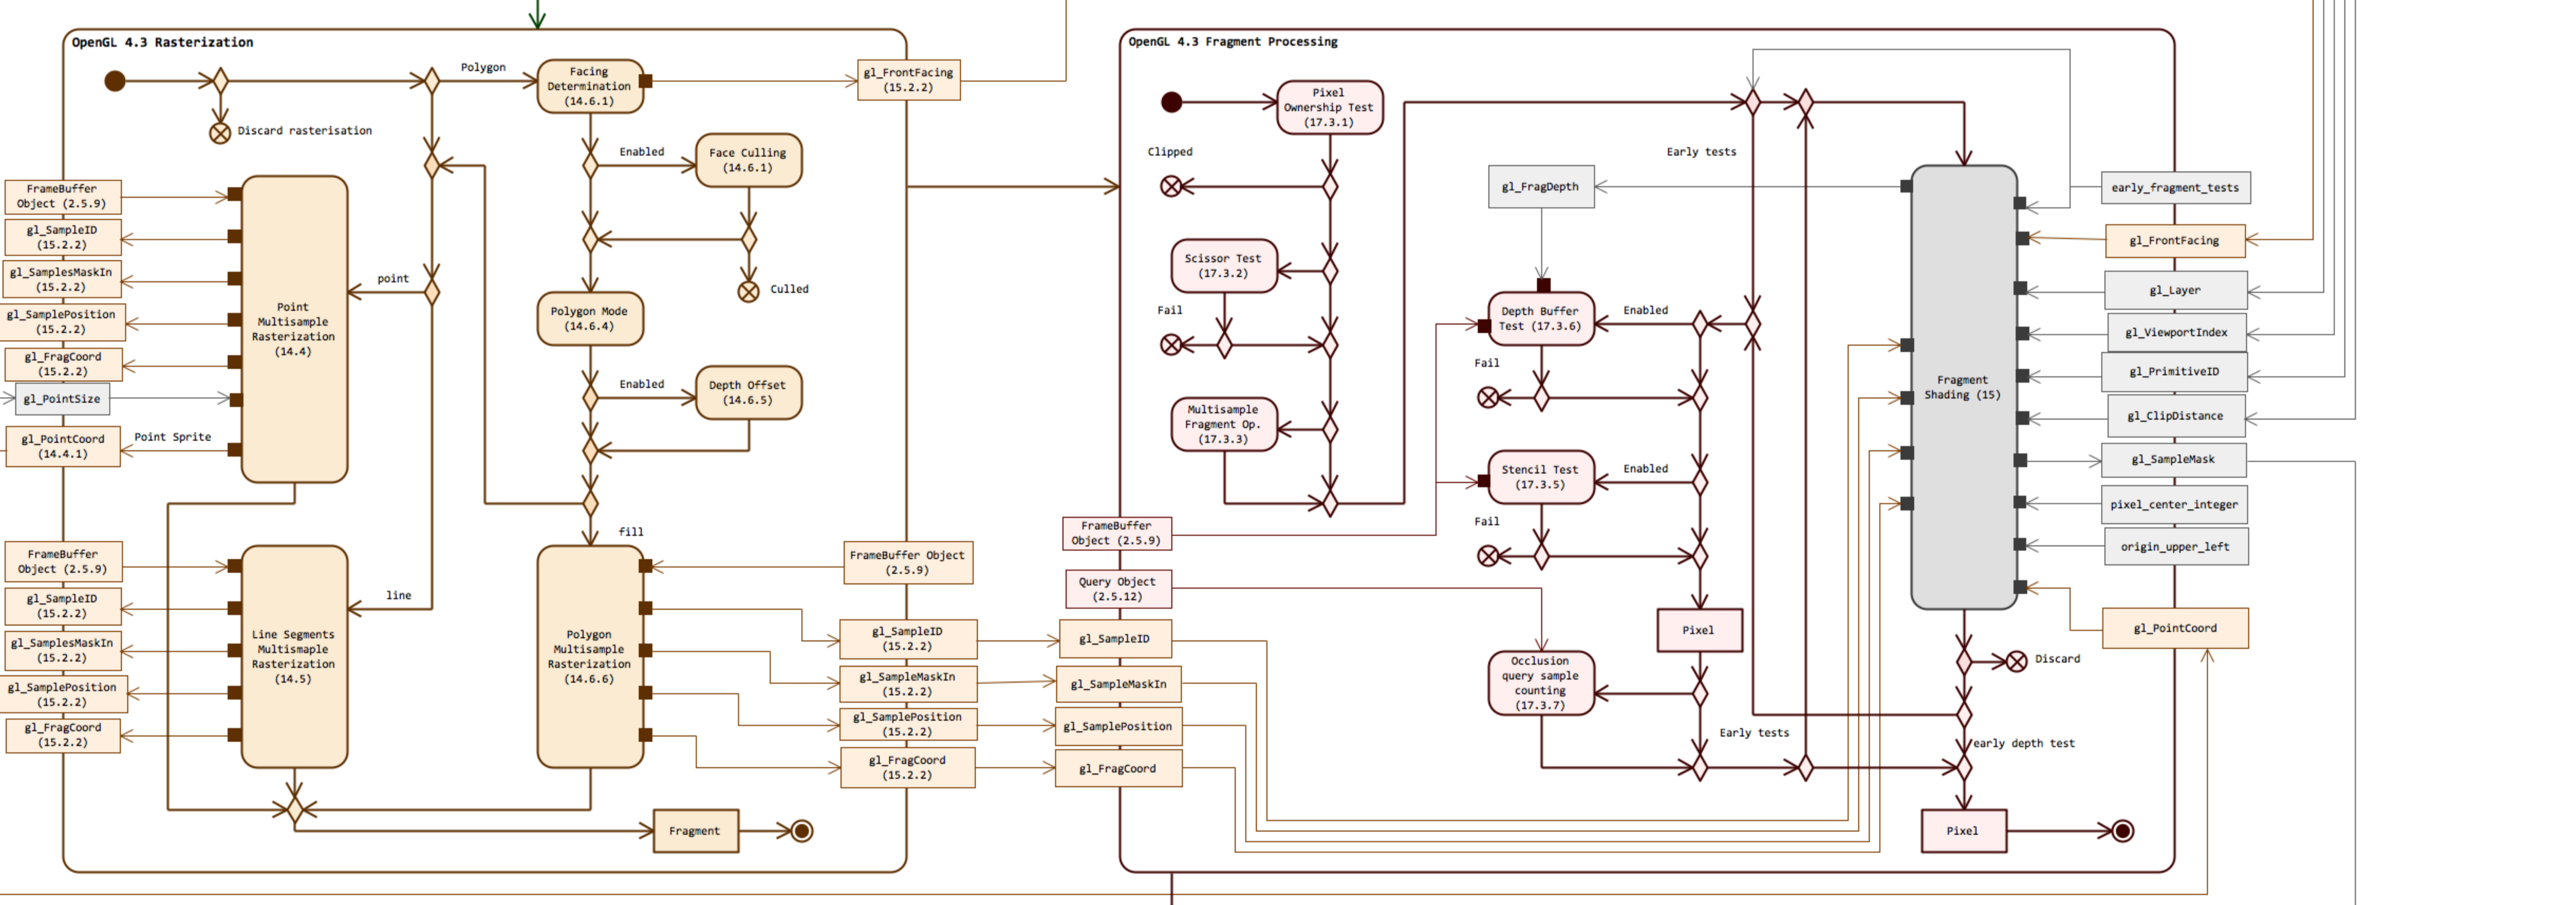 OpenGL 4.3 Rasterization
Polygon
Facing
Determination
(14.6.1)
gl_FrontFacing
(15.2.2)
Discard rasterisation
Enabled
Face Culling
(14.6.1)
Culled
FrameBuffer
Object (2.5.9)
gl_SampleID
(15.2.2)
gl_SamplesMaskIn
(15.2.2)
gl_SamplePosition
(15.2.2)
gl_FragCoord
(15.2.2)
gl_PointSize
gl_PointCoord
(14.4.1)
Point Sprite
Point
Multisample
Rasterization
(14.4)
point
Polygon Mode
(14.6.4)
Enabled
Depth Offset
(14.6.5)
fill
FrameBuffer
Object (2.5.9)
gl_SampleID
(15.2.2)
gl_SamplesMaskIn
(15.2.2)
gl_SamplePosition
(15.2.2)
gl_FragCoord
(15.2.2)
Line Segments
Multismaple
Rasterization
(14.5)
line
Polygon
Multisample
Rasterization
(14.6.6)
FrameBuffer Object
(2.5.9)
gl_SampleID
(15.2.2)
gl_SampleMaskIn
(15.2.2)
gl_SamplePosition
(15.2.2)
gl_FragCoord
(15.2.2)
Fragment
OpenGL 4.3 Fragment Processing
Pixel
Ownership Test
(17.3.1)
Clipped
Scissor Test
(17.3.2)
Fail
Multisample
Fragment Op.
(17.3.3)
FrameBuffer
Object (2.5.9)
Query Object
(2.5.12)
gl_SampleID
gl_SampleMaskIn
gl_SamplePosition
gl_FragCoord
Early tests
gl_FragDepth
Depth Buffer
Test (17.3.6)
Enabled
Fail
Stencil Test
(17.3.5)
Enabled
Fail
Pixel
Occlusion
query sample
counting
(17.3.7)
Early tests
Fragment
Shading (15)
early_fragment_tests
gl_FrontFacing
gl_Layer
gl_ViewportIndex
gl_PrimitiveID
gl_ClipDistance
gl_SampleMask
pixel_center_integer
origin_upper_left
gl_PointCoord
Discard
early depth test
Pixel